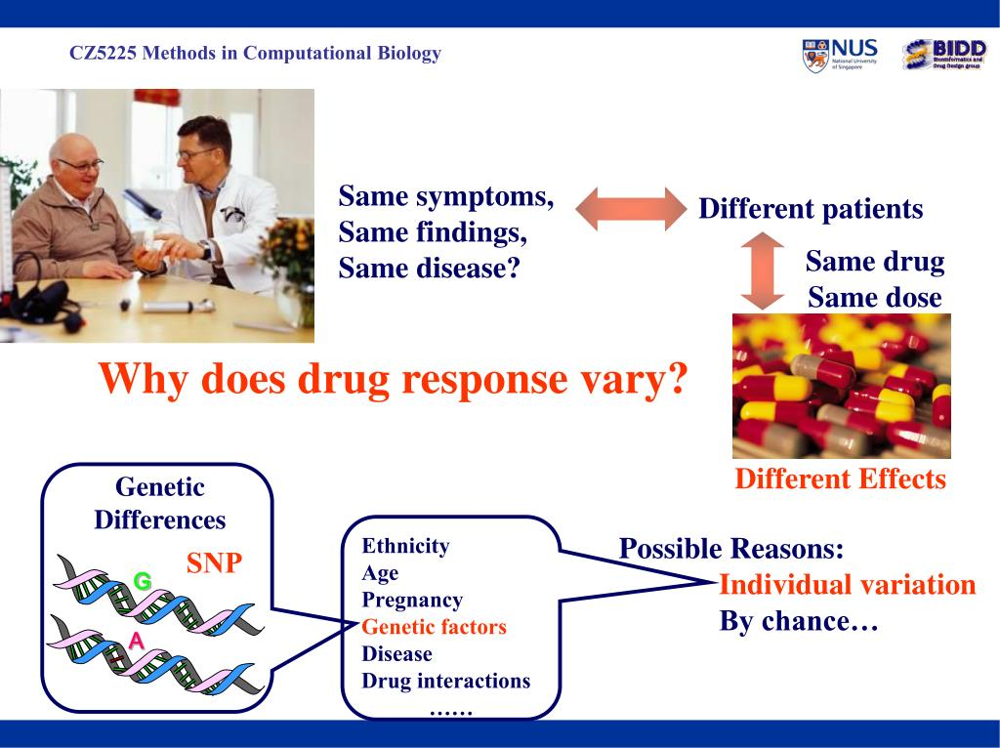 CZ5225 Methods in Computational Biology
NUS
National University
of Singapore
BIDD
Bioinformatics and
Drug Design group
Same symptoms,
Same findings,
Same disease?
Different patients
Same drug
Same dose
Why does drug response vary?
Different Effects
Genetic
Differences
SNP
G
A
Ethnicity
Age
Pregnancy
Genetic factors
Disease
Drug interactions
……
Possible Reasons:
Individual variation
By chance…